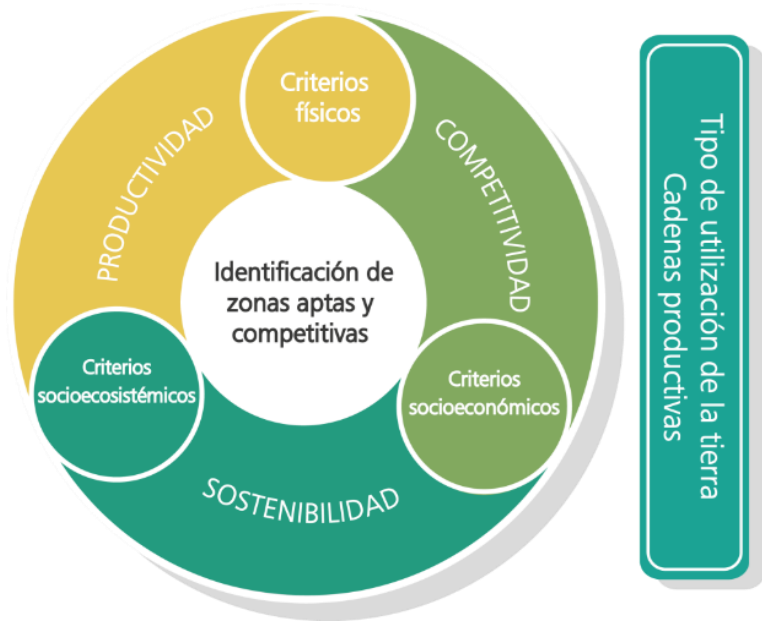 Criterios
físicos
PRODUCTIVIDAD
COMPETITIVIDAD
Identificación de
zonas aptas y
competitivas
Criterios
socioecosistémicos
Criterios
socioeconómicos
SOSTENIBILIDAD
Tipo de utilización de la tierra
Cadenas productivas